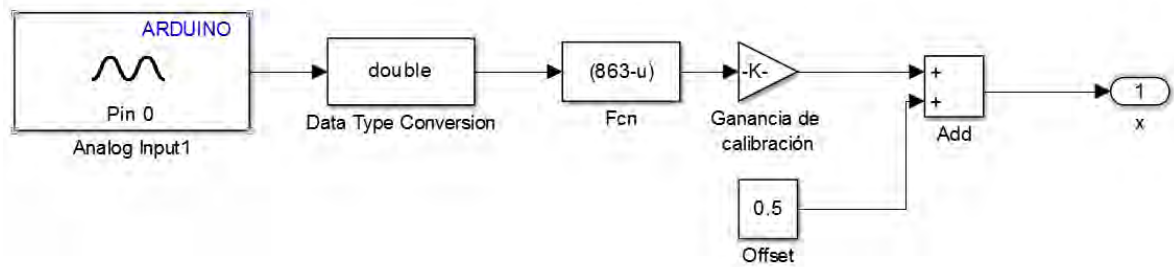 ARDUINO
Pin 0
Analog Input1
double
Data Type Conversion
(863-u)
Fcn
-K-
Ganancia de
calibración
+
+
Add
1
x
0.5
Offset